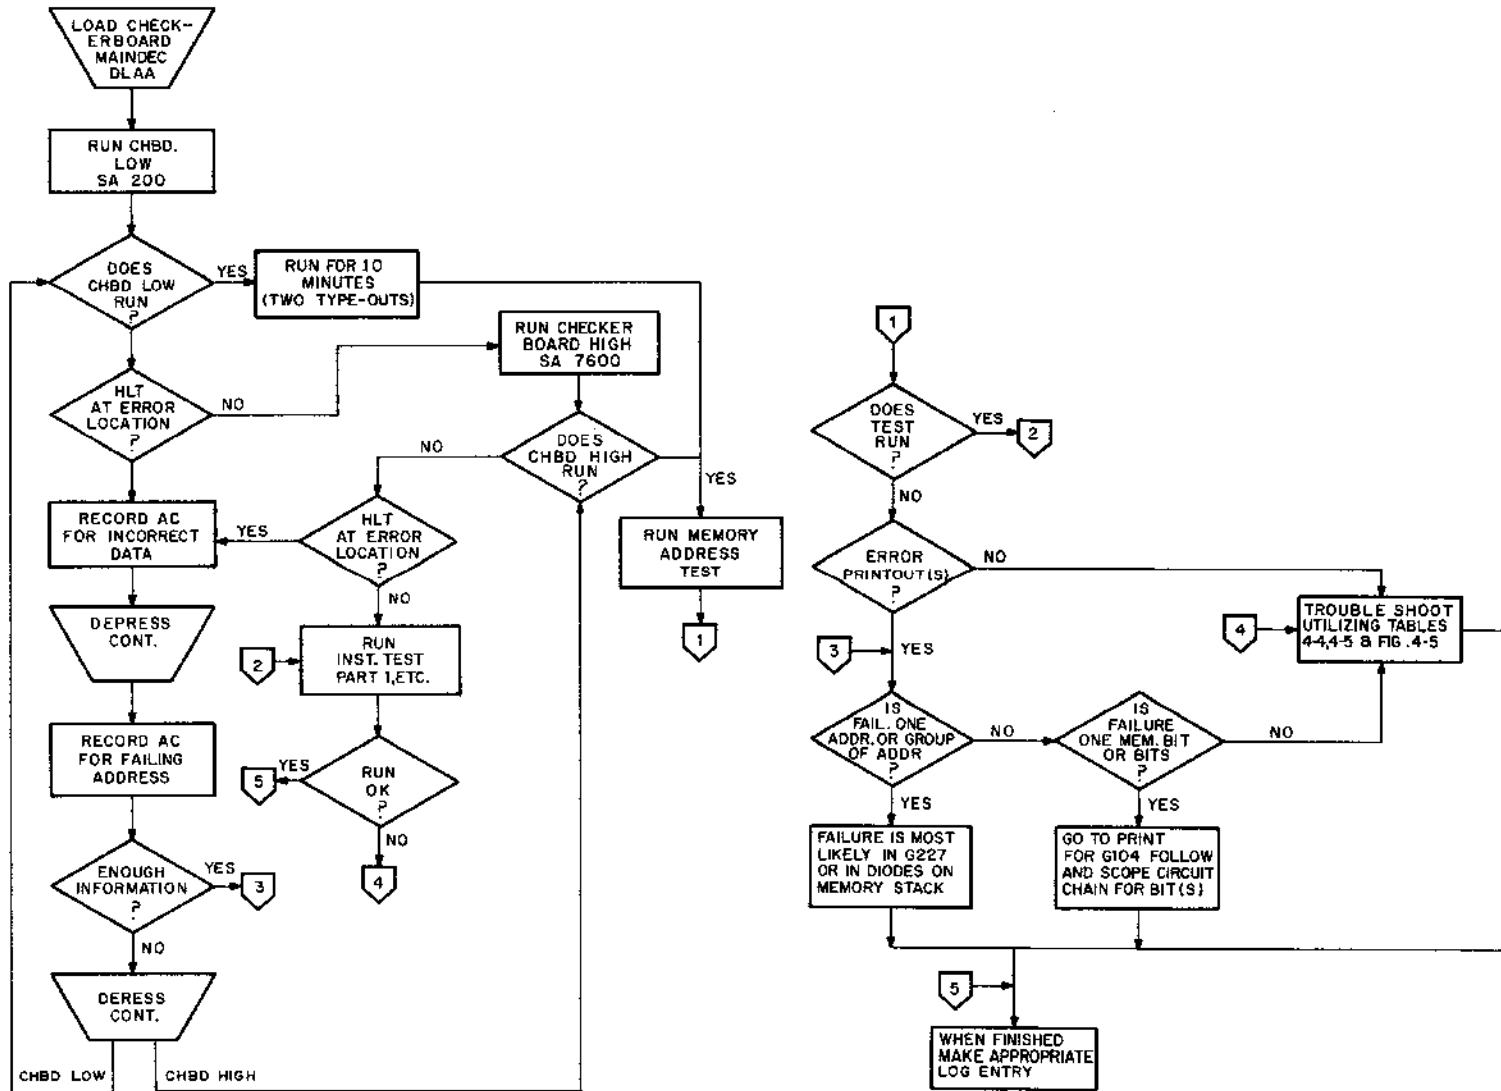 LOAD CHECK-
ERBOARD
MAINDEC
DLAA
RUN CHBD.
LOW
SA 200
DOES
CHBD LOW
RUN
?
YES
RUN FOR 10
MINUTES
(TWO TYPE-OUTS)
HLT
AT ERROR
LOCATION
?
NO
RUN CHECKER
BOARD HIGH
SA 7600
DOES
CHBD HIGH
RUN
?
NO
YES
RECORD AC
FOR INCORRECT
DATA
YES
HLT
AT ERROR
LOCATION
?
NO
RUN MEMORY
ADDRESS
TEST
1
DEPRESS
CONT.
2
RUN
INST. TEST
PART 1, ETC.
RECORD AC
FOR FAILING
ADDRESS
5
YES
RUN
OK
?
NO
4
ENOUGH
INFORMATION
?
YES
3
NO
DERESS
CONT.
CHBD LOW
CHBD HIGH
1
DOES
TEST
RUN
?
YES
2
NO
ERROR
PRINTOUT(S)
?
NO
3
YES
4
TROUBLE SHOOT
UTILIZING TABLES
4-4,4-5 & FIG. 4-5
IS
FAIL. ONE
ADDR. OR GROUP
OF ADDR
?
NO
IS
FAILURE
ONE MEM. BIT
OR BITS
?
NO
YES
YES
FAILURE IS MOST
LIKELY IN G227
OR IN DIODES ON
MEMORY STACK
GO TO PRINT
FOR G104 FOLLOW
AND SCOPE CIRCUIT
CHAIN FOR BIT(S)
5
WHEN FINISHED
MAKE APPROPRIATE
LOG ENTRY